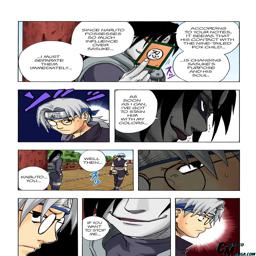 SINCE NARUTO
POSSESSES
SO MUCH
INFLUENCE
OVER
SASUKE...
...I MUST
SEPARATE
THEM
IMMEDIATELY...
ACCORDING
TO YOUR NOTES,
IT SEEMS THAT
HIS CONTACT WITH
THE NINE-TAILED
FOX CHILD...
...IS CHANGING
SASUKE'S
PURPOSE AND
HIS SOUL.
AS
SOON
AS I CAN,
I'VE GOT
TO STAIN
HIM WITH
MY COLORS...
KABUTO,
YOU...
WELL
THEN...
...IF
YOU WANT
TO STOP
ME